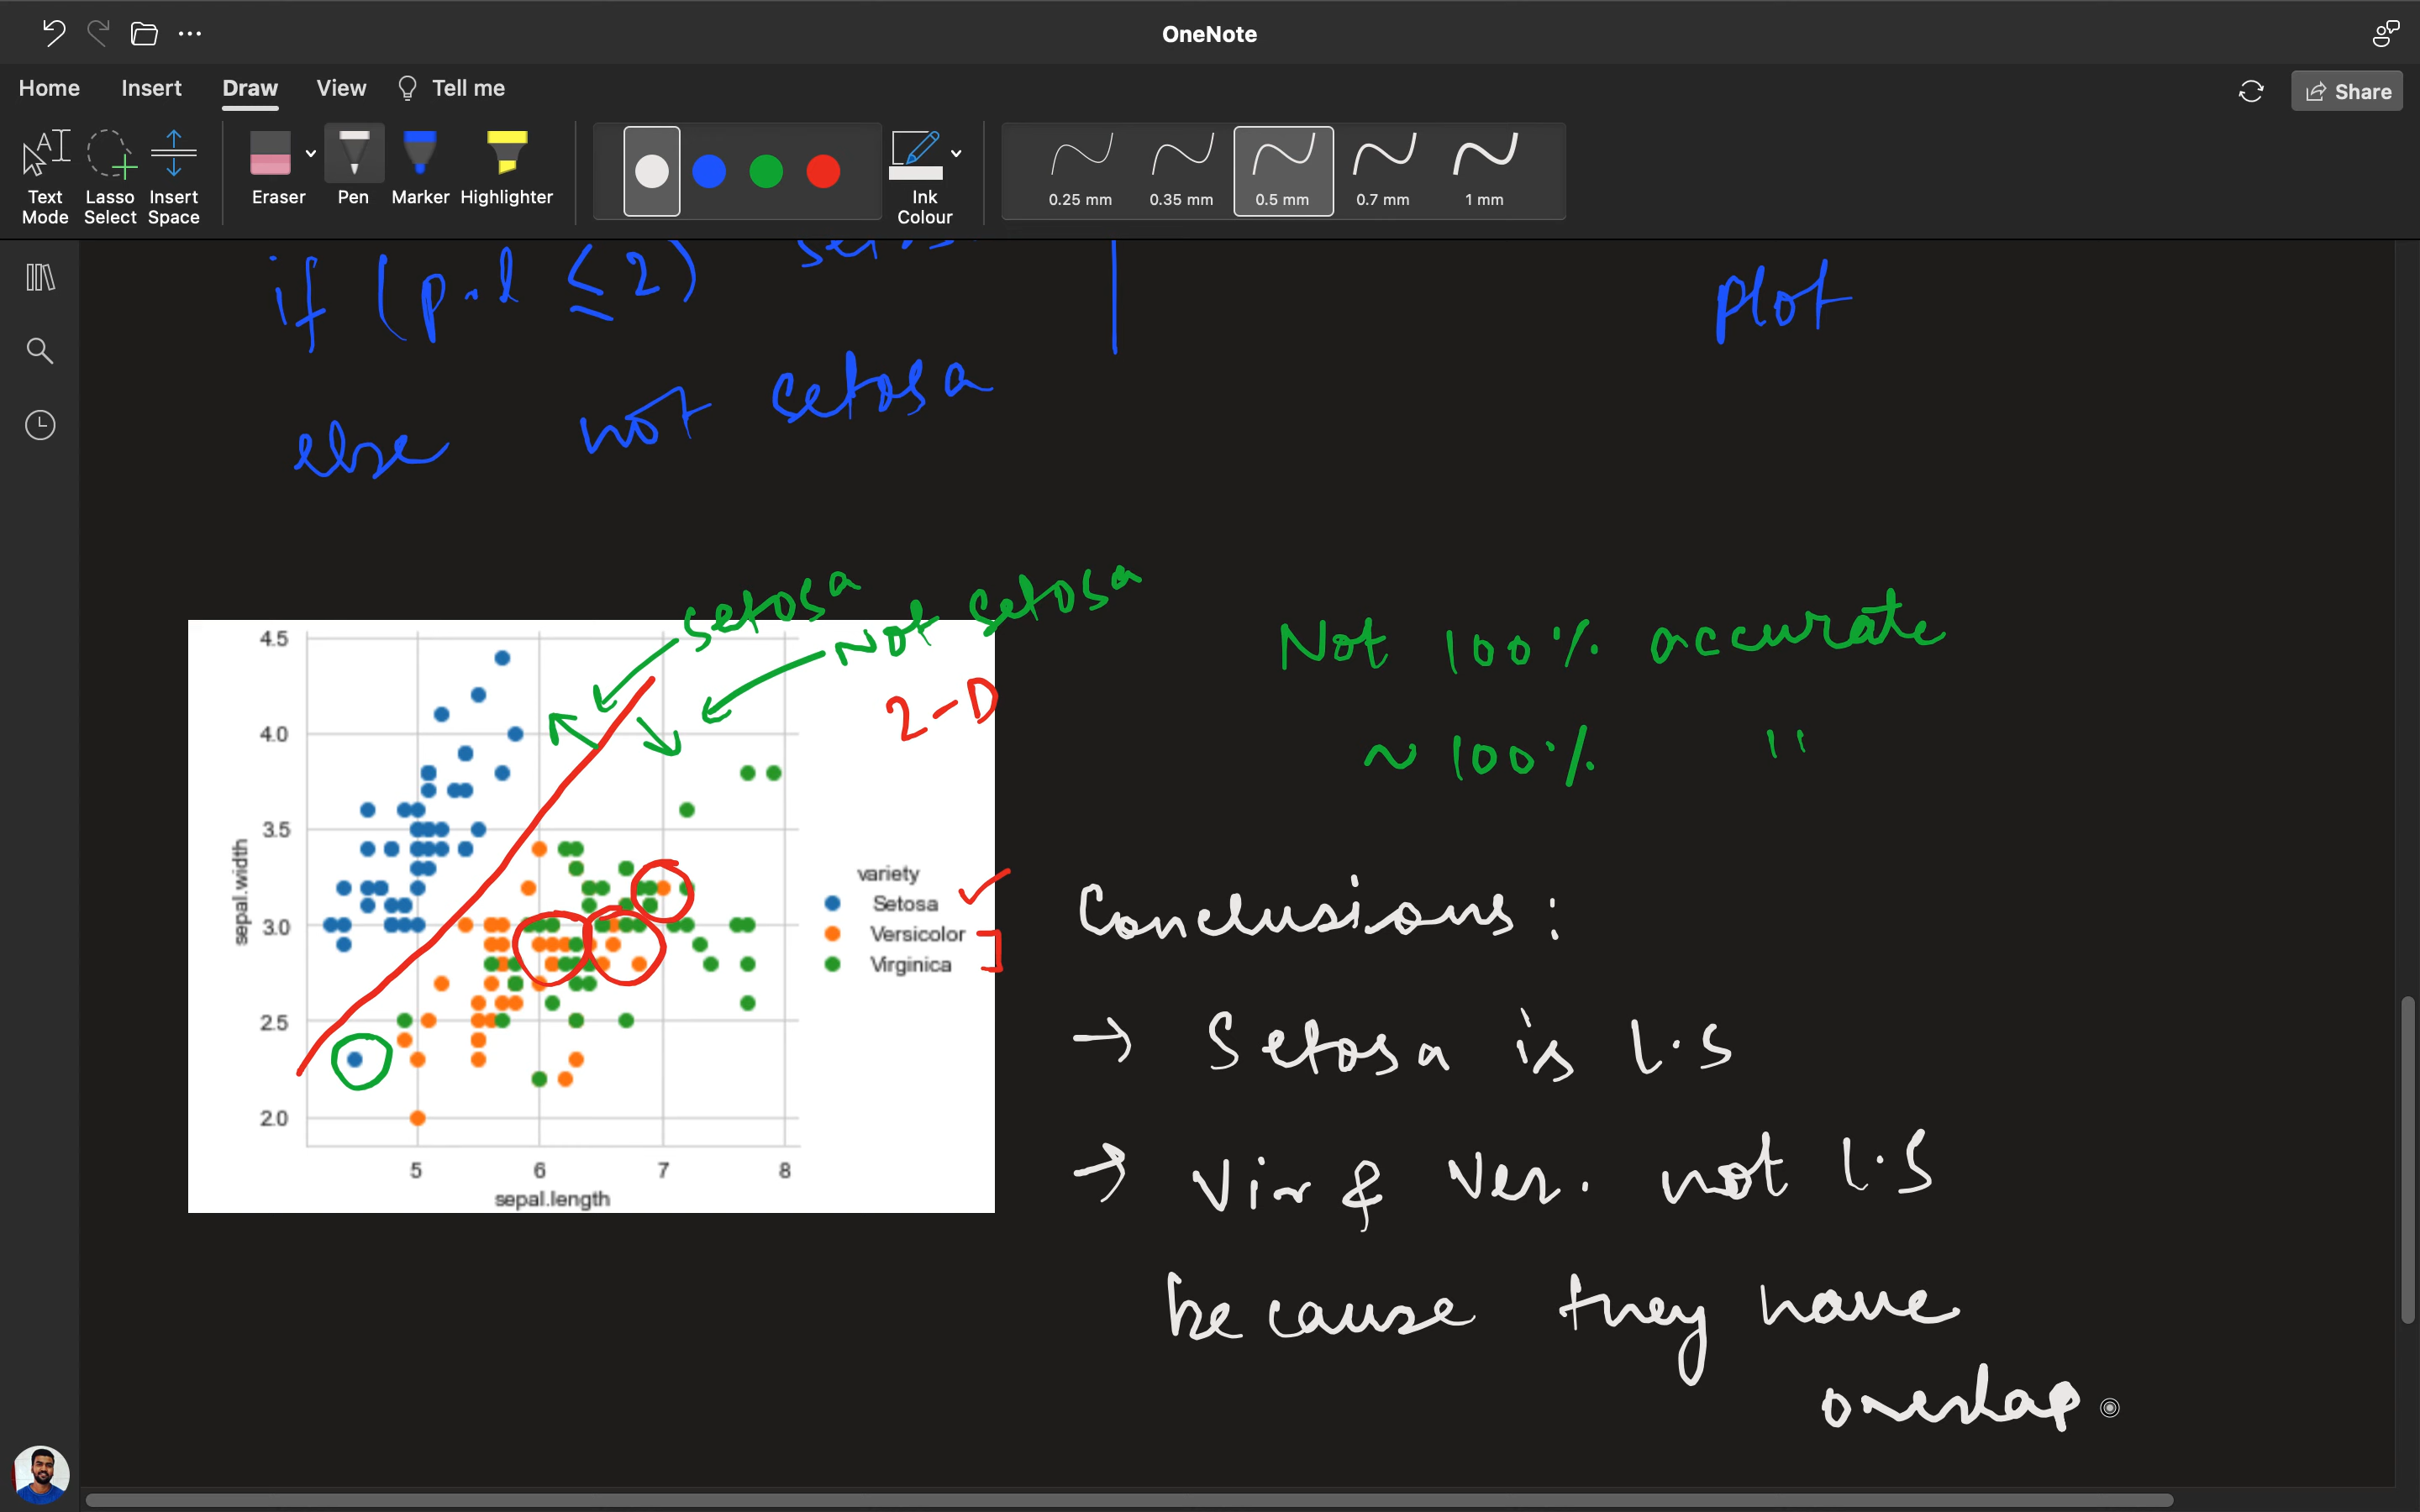 OneNote
Home Insert Draw View Tell me
Share
Text Mode
Lasso Select
Insert Space
Eraser
Pen
Marker
Highlighter
Ink Colour
0.25 mm
0.35 mm
0.5 mm
0.7 mm
1 mm
if (p.l ≤ 2)
plot
else not setosa
setosa
Not setosa
2-D
Not 100% accurate
~ 100% "
4.5
4.0
3.5
3.0
2.5
2.0
sepal.width
5 6 7 8
sepal.length
variety
Setosa
Versicolor
Virginica
Conclusions :
→ Setosa is l.s
→ Vir & Ver. not l.s
because they have
overlap